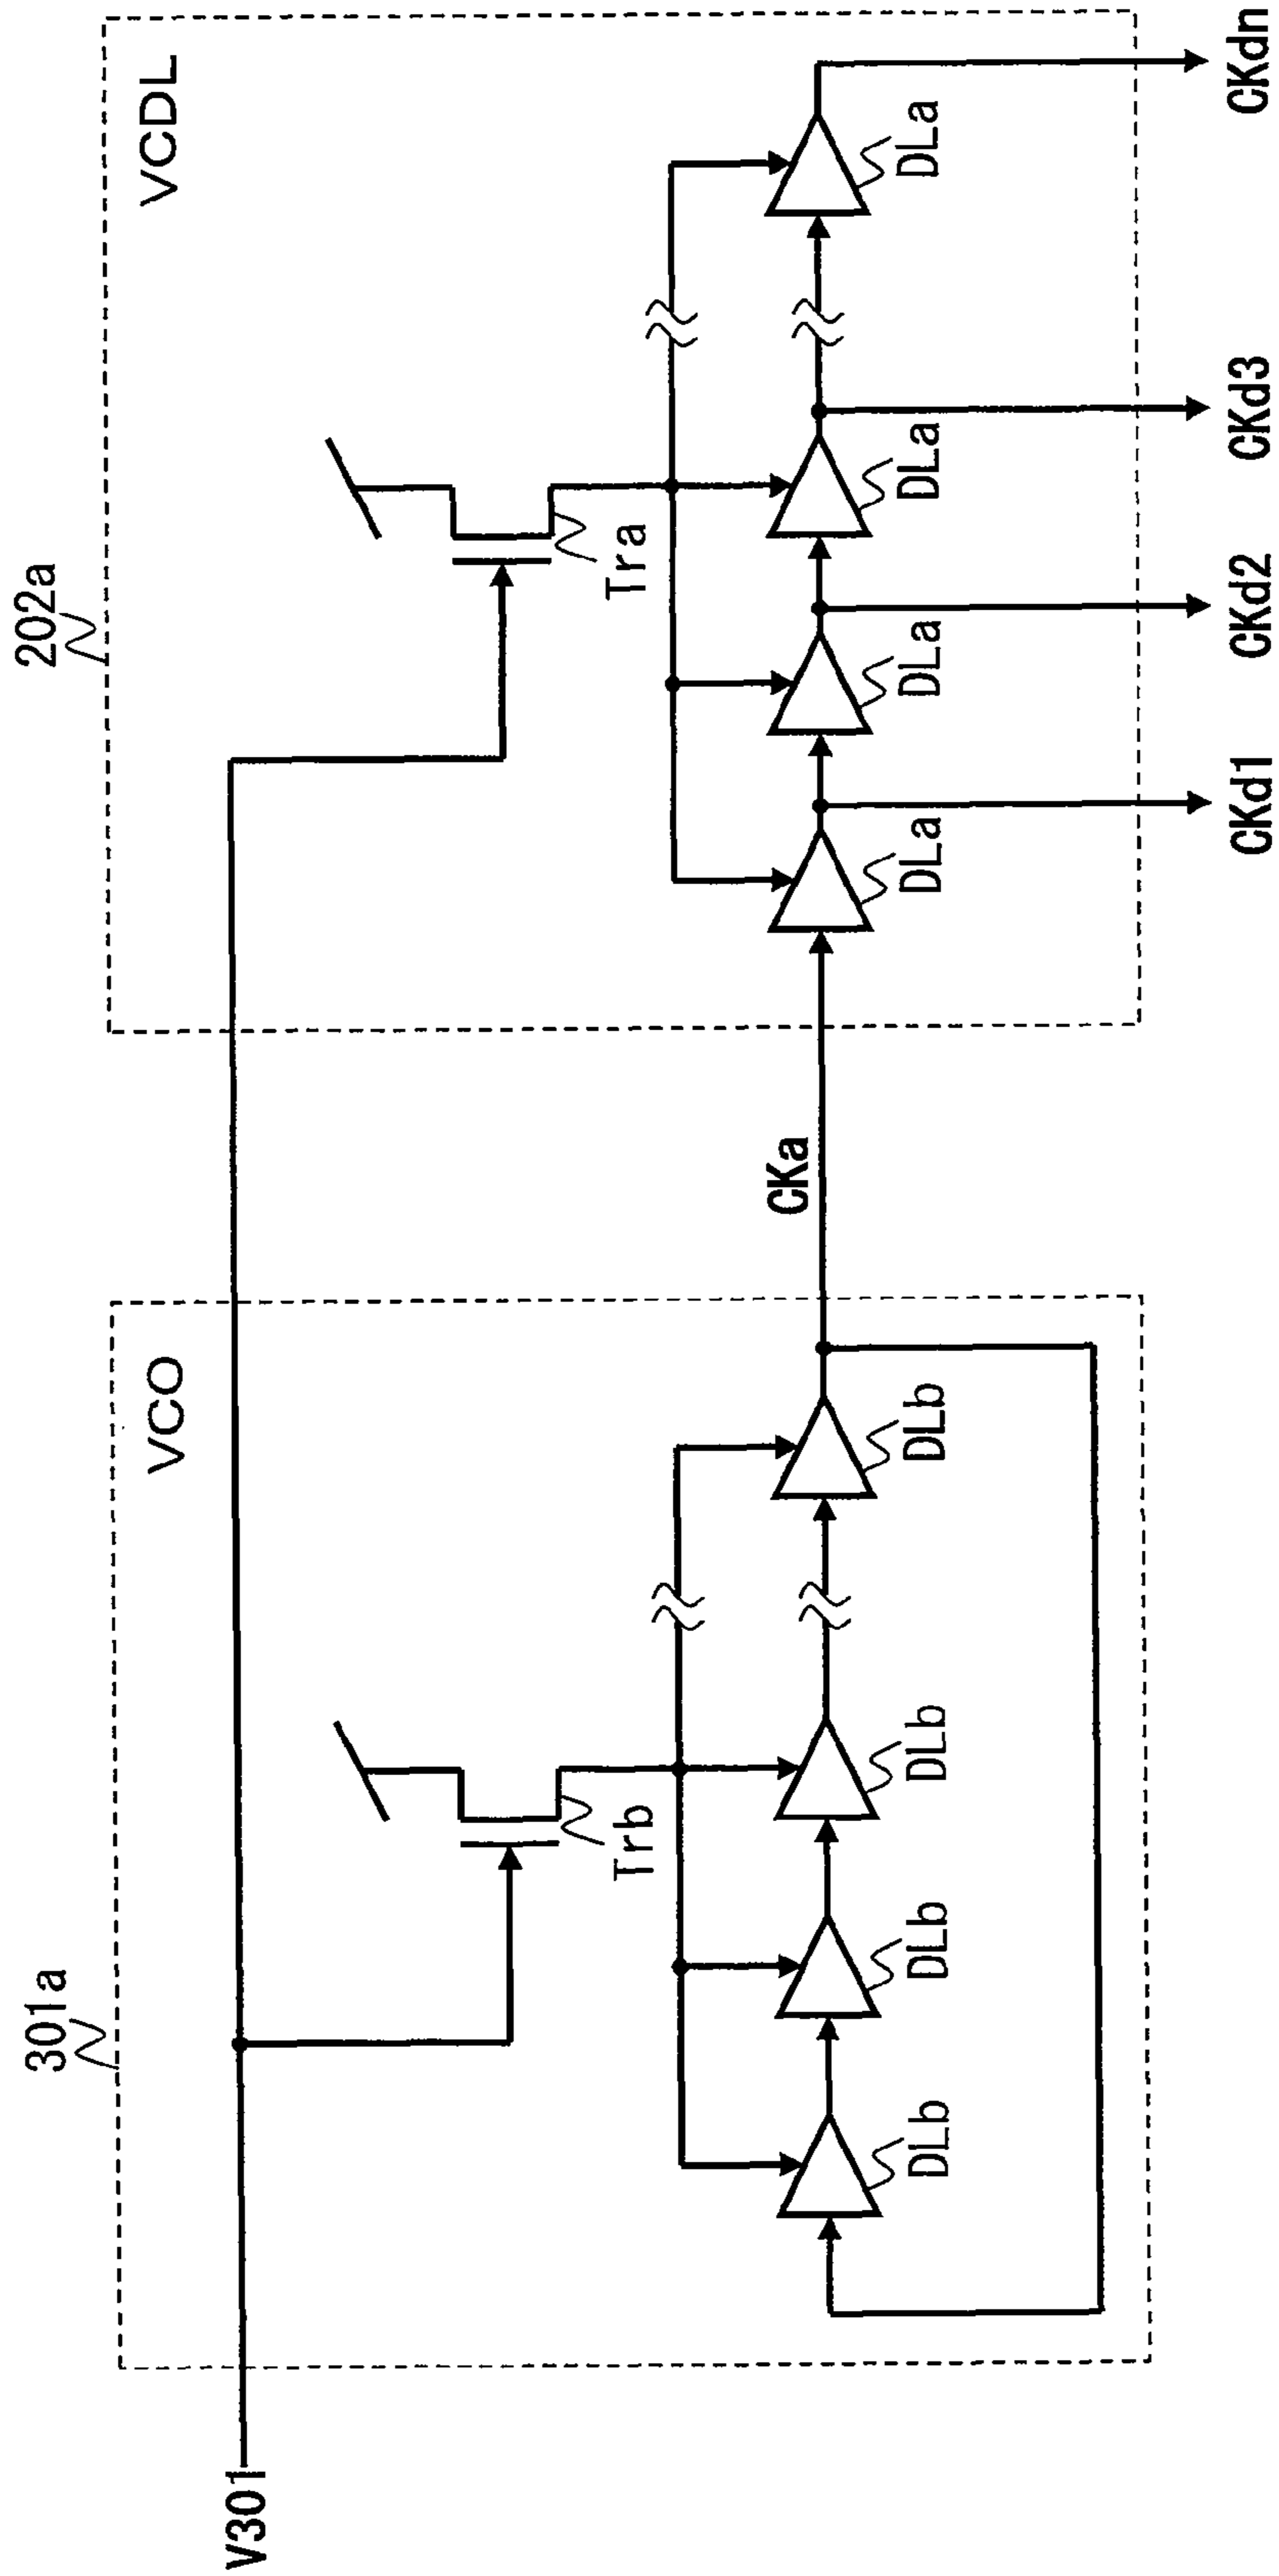 301a
202a
VCO
VCDL
V301
Trb
Tra
CKa
DLb
DLb
DLb
DLb
DLa
DLa
DLa
DLa
CKd1
CKd2
CKd3
CKdn